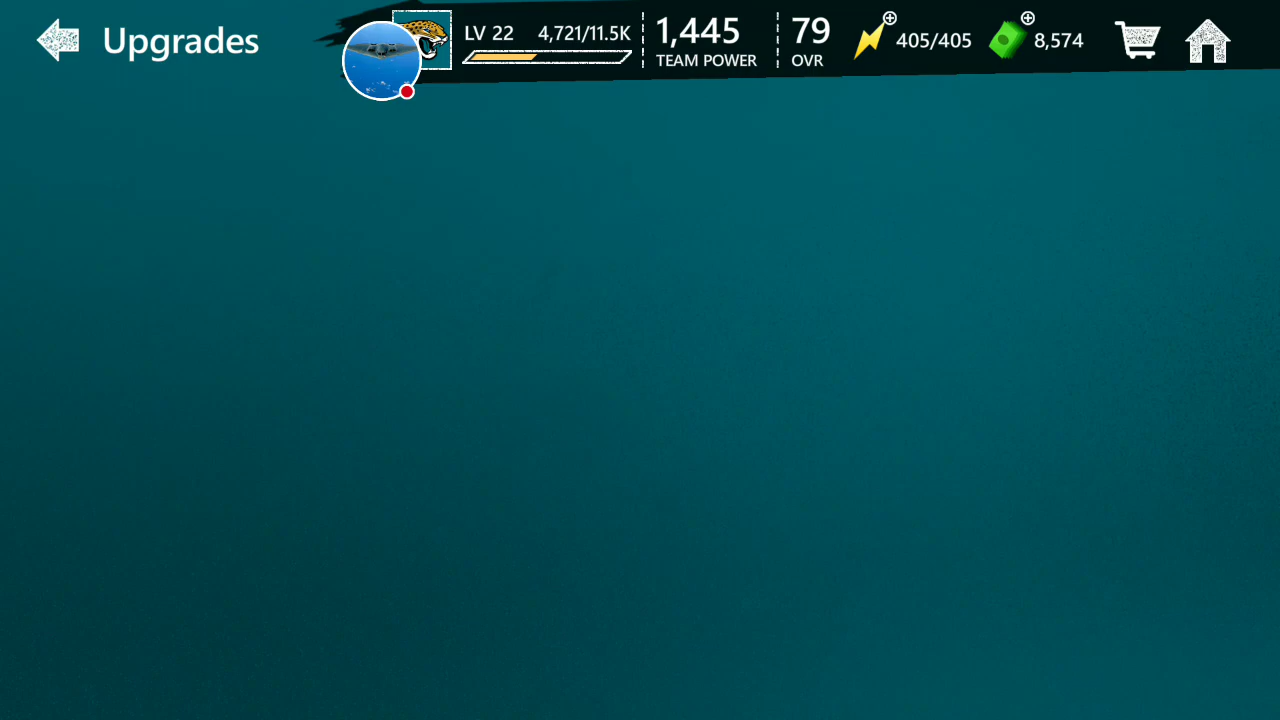 Upgrades
LV 22 4,721/11.5K
1,445
TEAM POWER
79
OVR
405/405
8,574